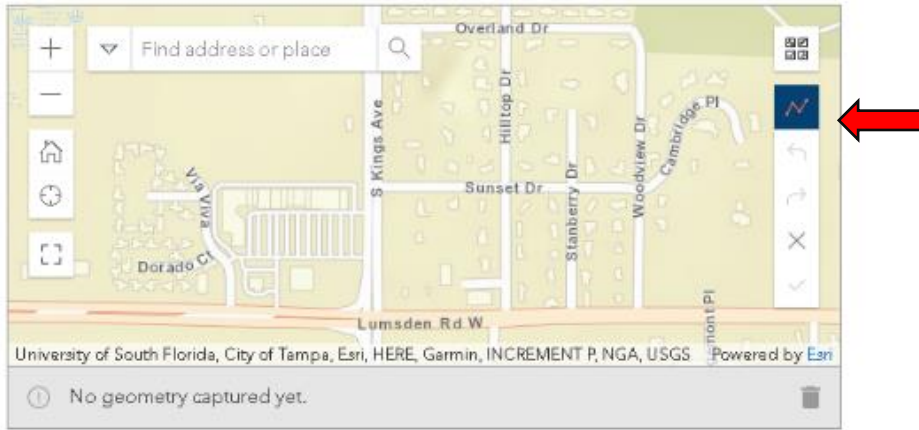 Overland Dr
Find address or place
S Kings Ave
Hilltop Dr
Cambridge Pl
Woodview Dr
Stanberry Dr
Sunset Dr
Via Viva
Dorado Ct
Lumsden Rd W
mont Pl
University of South Florida, City of Tampa, Esri, HERE, Garmin, INCREMENT P, NGA, USGS
Powered by Esri
No geometry captured yet.